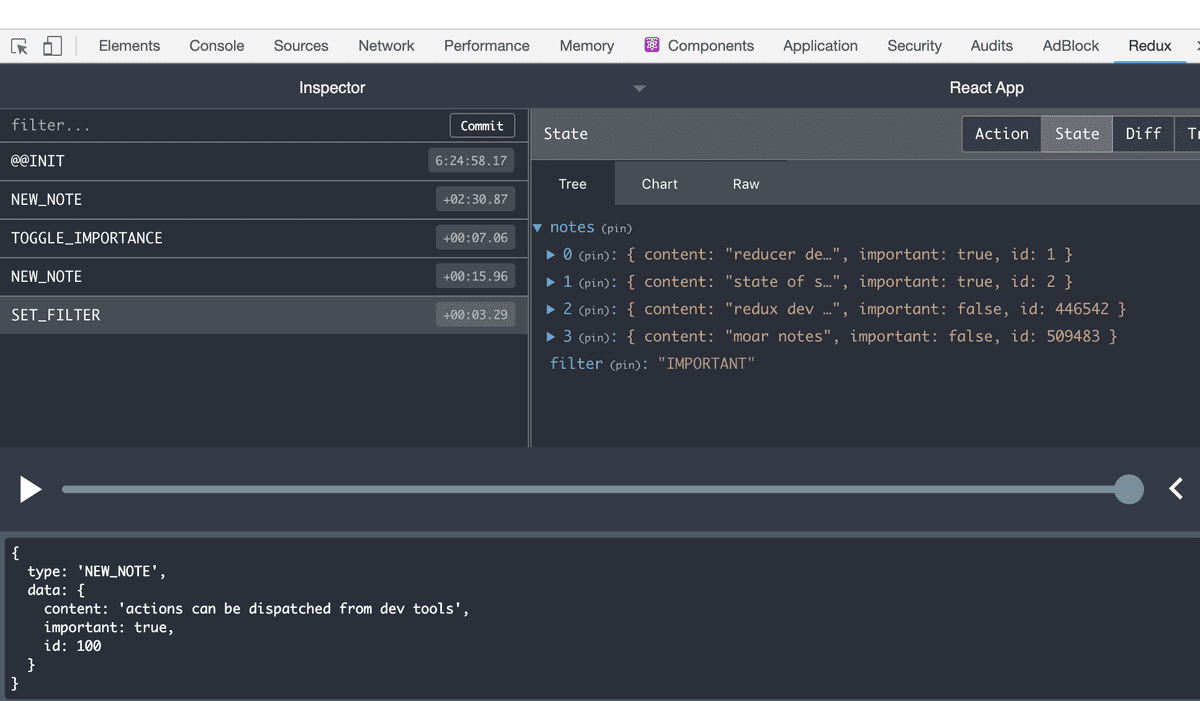 Elements Console Sources Network Performance Memory Components Application Security Audits AdBlock Redux
Inspector React App
filter... Commit
@@INIT 6:24:58.17
NEW_NOTE +02:30.87
TOGGLE_IMPORTANCE +00:07.06
NEW_NOTE +00:15.96
SET_FILTER +00:03.29
State Action State Diff Tr
Tree Chart Raw
notes (pin)
0 (pin): { content: "reducer de…", important: true, id: 1 }
1 (pin): { content: "state of s…", important: true, id: 2 }
2 (pin): { content: "redux dev …", important: false, id: 446542 }
3 (pin): { content: "moar notes", important: false, id: 509483 }
filter (pin): "IMPORTANT"
{
  type: 'NEW_NOTE',
  data: {
    content: 'actions can be dispatched from dev tools',
    important: true,
    id: 100
  }
}